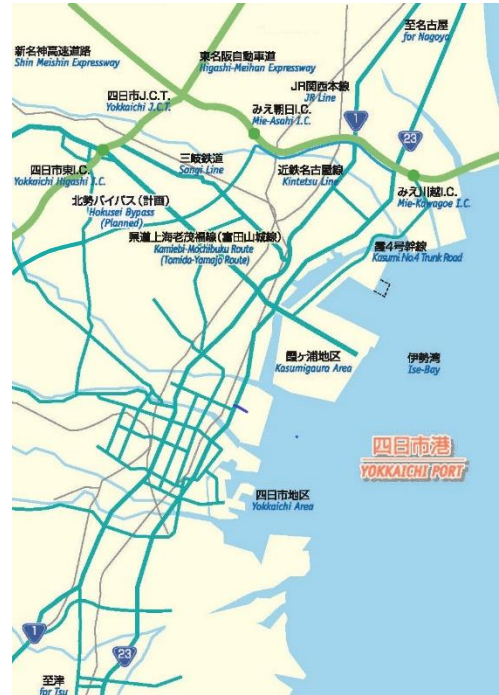 新名神高速道路
Shin Meishin Expressway
東名阪自動車道
Higashi-Meihan Expressway
至名古屋
for Nagoya
四日市J.C.T.
Yokkaichi J.C.T.
みえ朝日I.C.
Mie-Asahi I.C.
JR関西本線
JR Line
1
23
四日市東I.C.
Yokkaichi Higashi I.C.
三岐鉄道
Sangi Line
近鉄名古屋線
Kintetsu Line
みえ川越I.C.
Mie-Kawagoe I.C.
北勢バイパス(計画)
Hokusei Bypass
(Planned)
県道上海老茂福線(富田山城線)
Kamiebi-Mochibuku Route
(Tomida-Yamajo Route)
霞4号幹線
Kasumi No.4 Trunk Road
霞ヶ浦地区
Kasumigaura Area
伊勢湾
Ise-Bay
四日市港
YOKKAICHI PORT
四日市地区
Yokkaichi Area
1
23
至津
for Tsu